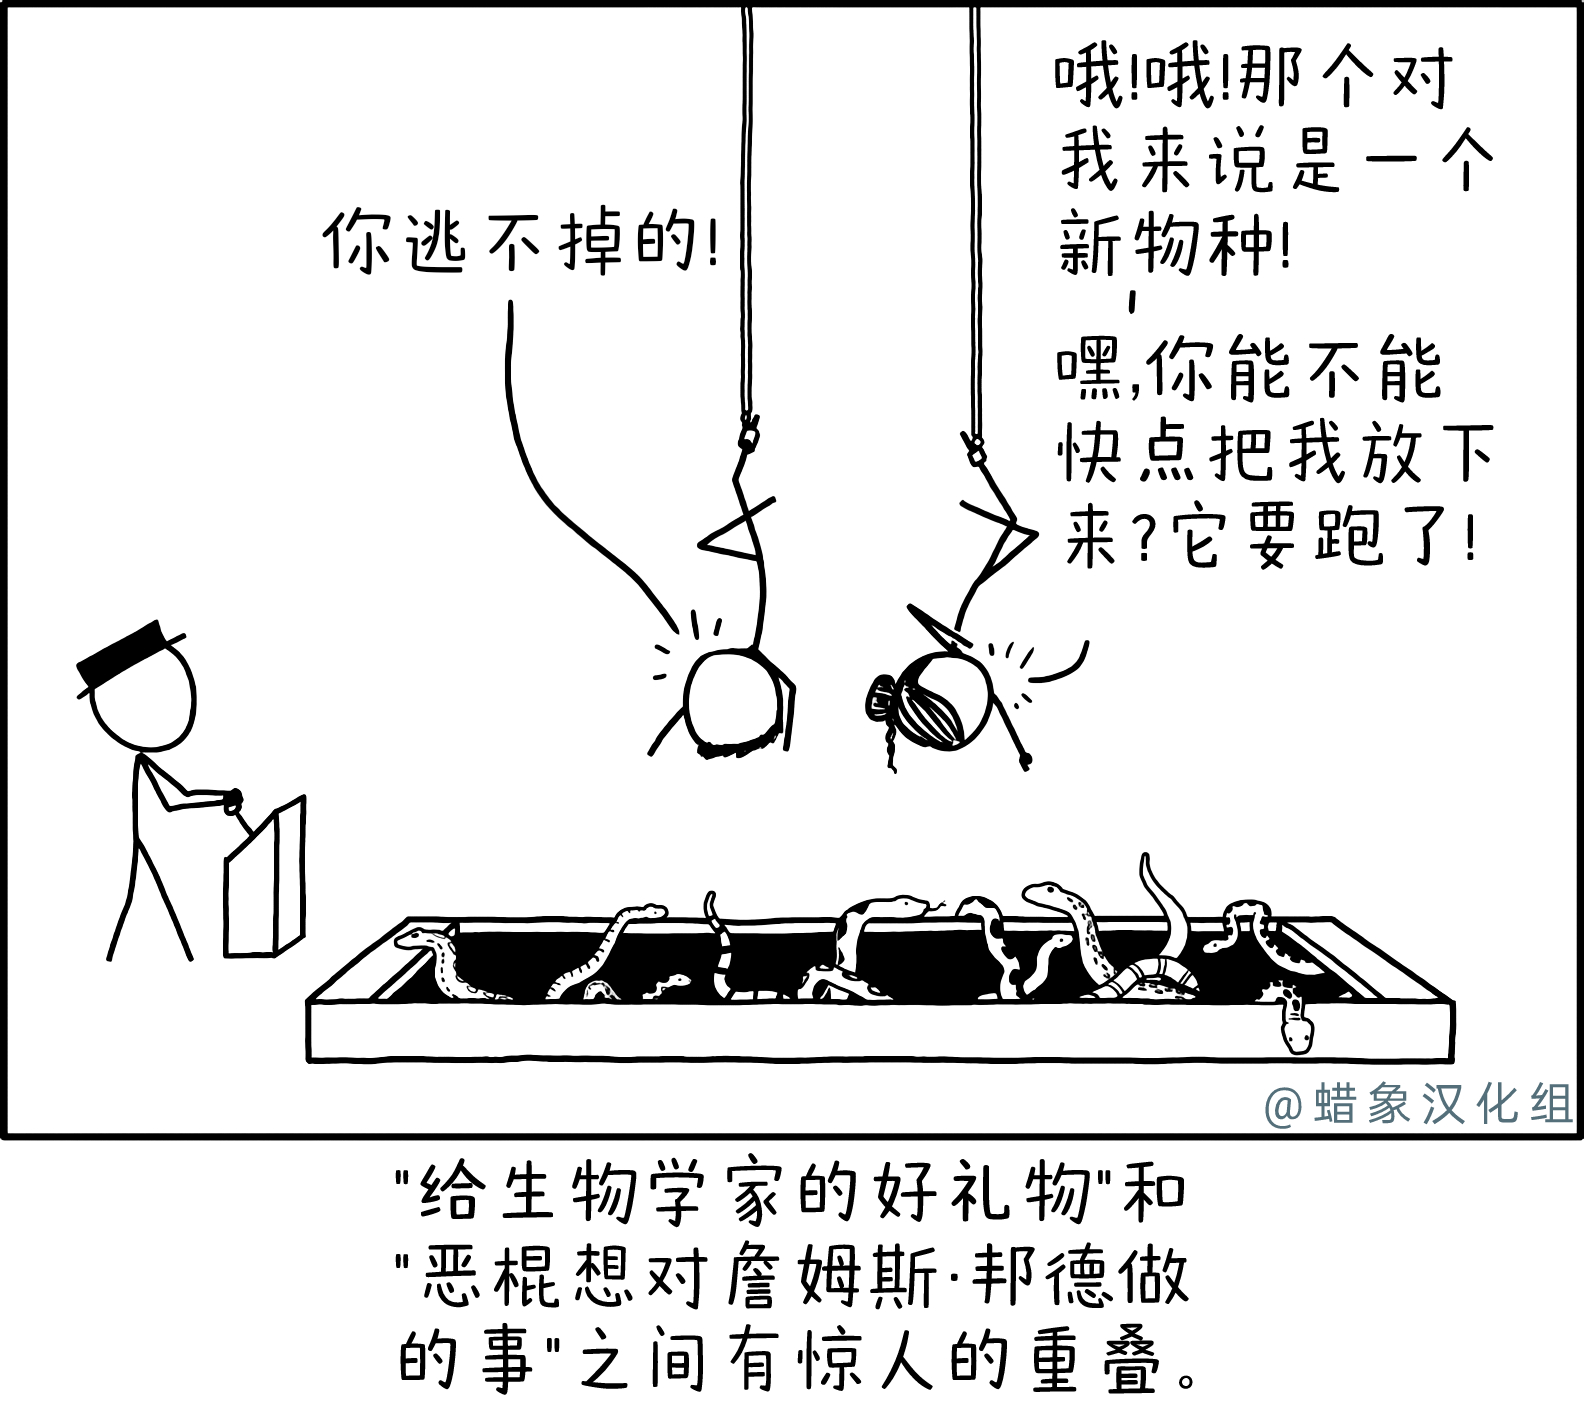 你逃不掉的!
哦!哦!那个对
我来说是一个
新物种!
嘿,你能不能
快点把我放下
来?它要跑了!
@蜡象汉化组
"给生物学家的好礼物"和
"恶棍想对詹姆斯·邦德做
的事"之间有惊人的重叠。